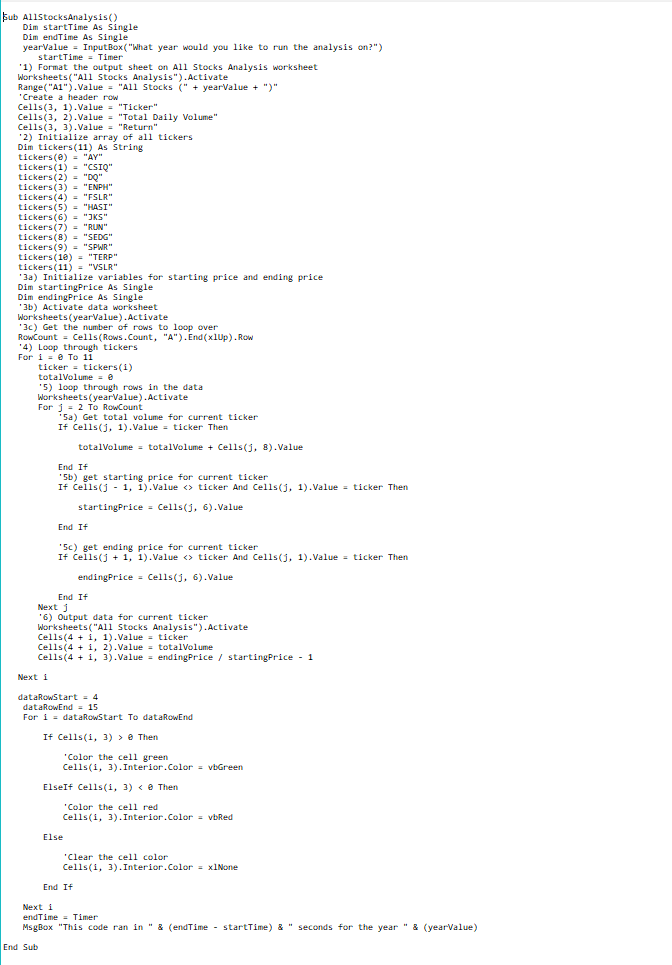 Sub AllStocksAnalysis()
Dim startTime As Single
Dim endTime As Single
yearValue = InputBox("What year would you like to run the analysis on?")
startTime = Timer
'1) Format the output sheet on All Stocks Analysis worksheet
Worksheets("All Stocks Analysis").Activate
Range("A1").Value = "All Stocks (" + yearValue + ")"
'Create a header row
Cells(3, 1).Value = "Ticker"
Cells(3, 2).Value = "Total Daily Volume"
Cells(3, 3).Value = "Return"
'2) Initialize array of all tickers
Dim tickers(11) As String
tickers(0) = "AY"
tickers(1) = "CSIQ"
tickers(2) = "DQ"
tickers(3) = "ENPH"
tickers(4) = "FSLR"
tickers(5) = "HASI"
tickers(6) = "JKS"
tickers(7) = "RUN"
tickers(8) = "SEDG"
tickers(9) = "SPWR"
tickers(10) = "TERP"
tickers(11) = "VSLR"
'3a) Initialize variables for starting price and ending price
Dim startingPrice As Single
Dim endingPrice As Single
'3b) Activate data worksheet
Worksheets(yearValue).Activate
'3c) Get the number of rows to loop over
RowCount = Cells(Rows.Count, "A").End(xlUp).Row
'4) Loop through tickers
For i = 0 To 11
ticker = tickers(i)
totalVolume = 0
'5) loop through rows in the data
Worksheets(yearValue).Activate
For j = 2 To RowCount
'5a) Get total volume for current ticker
If Cells(j, 1).Value = ticker Then
totalVolume = totalVolume + Cells(j, 8).Value
End If
'5b) get starting price for current ticker
If Cells(j - 1, 1).Value <> ticker And Cells(j, 1).Value = ticker Then
startingPrice = Cells(j, 6).Value
End If
'5c) get ending price for current ticker
If Cells(j + 1, 1).Value <> ticker And Cells(j, 1).Value = ticker Then
endingPrice = Cells(j, 6).Value
End If
Next j
'6) Output data for current ticker
Worksheets("All Stocks Analysis").Activate
Cells(4 + i, 1).Value = ticker
Cells(4 + i, 2).Value = totalVolume
Cells(4 + i, 3).Value = endingPrice / startingPrice - 1
Next i
dataRowStart = 4
dataRowEnd = 15
For i = dataRowStart To dataRowEnd
If Cells(i, 3) > 0 Then
'Color the cell green
Cells(i, 3).Interior.Color = vbGreen
ElseIf Cells(i, 3) < 0 Then
'Color the cell red
Cells(i, 3).Interior.Color = vbRed
Else
'Clear the cell color
Cells(i, 3).Interior.Color = xlNone
End If
Next i
endTime = Timer
MsgBox "This code ran in " & (endTime - startTime) & " seconds for the year " & (yearValue)
End Sub